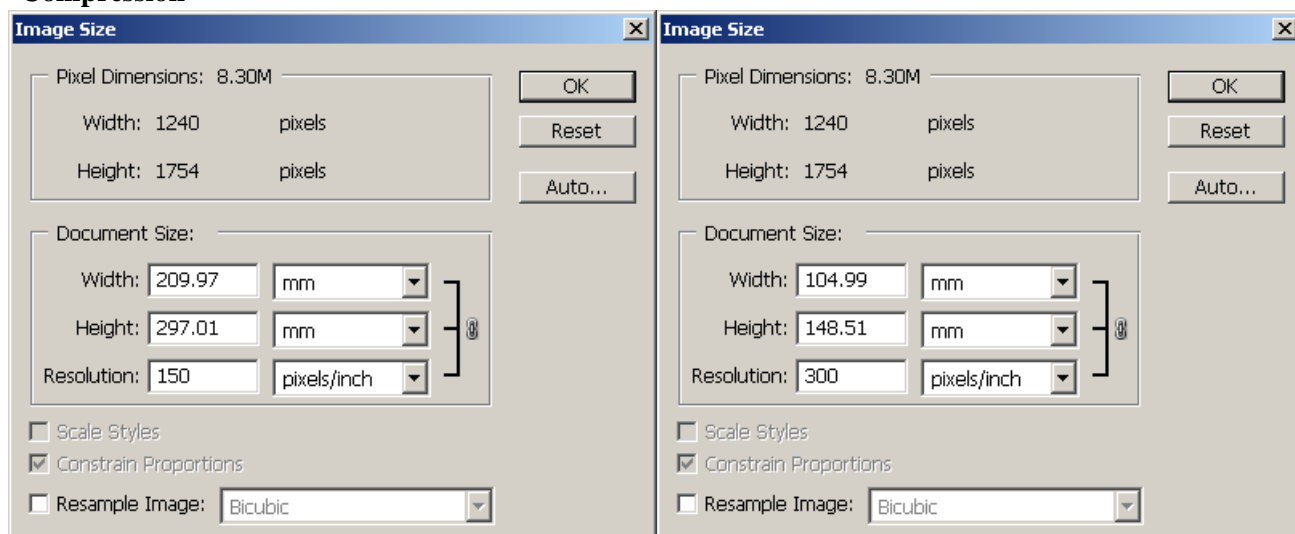 Compression
Image Size
Pixel Dimensions: 8.30M
Width: 1240 pixels
Height: 1754 pixels
OK
Reset
Auto...
Document Size:
Width: 209.97 mm
Height: 297.01 mm
Resolution: 150 pixels/inch
Scale Styles
Constrain Proportions
Resample Image: Bicubic
Image Size
Pixel Dimensions: 8.30M
Width: 1240 pixels
Height: 1754 pixels
OK
Reset
Auto...
Document Size:
Width: 104.99 mm
Height: 148.51 mm
Resolution: 300 pixels/inch
Scale Styles
Constrain Proportions
Resample Image: Bicubic